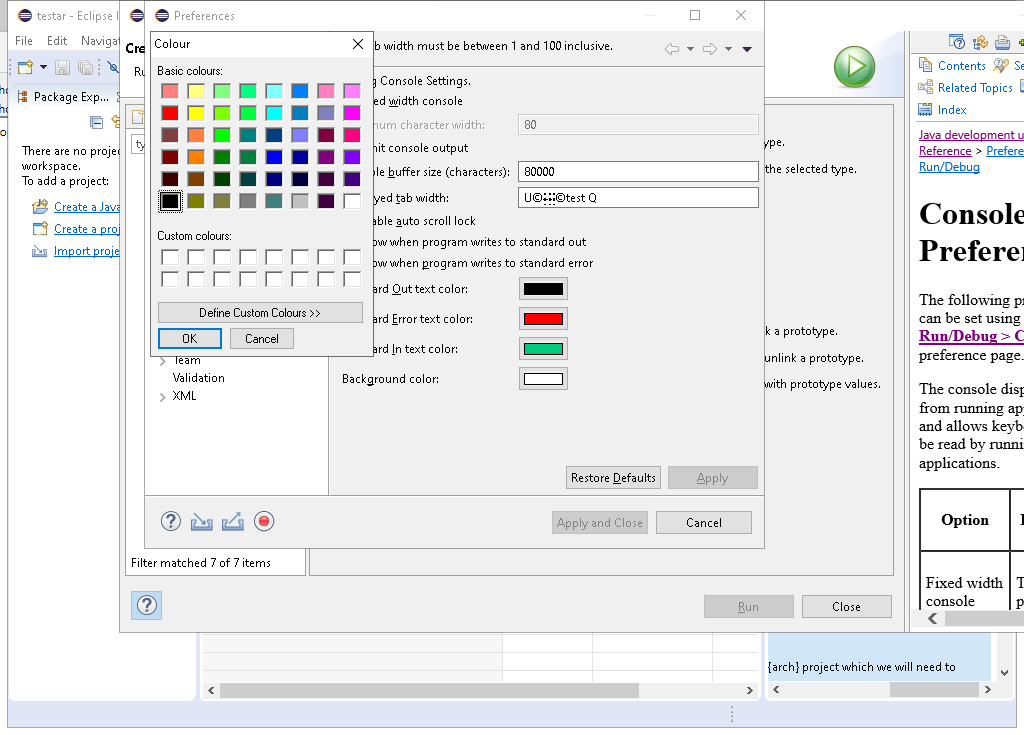 testar - Eclipse I
File Edit Navigat
Package Exp...
There are no proje
workspace.
To add a project:
Create a Java
Create a proj
Import proje
Cre
Ru
ty
Filter matched 7 of 7 items
Preferences
b width must be between 1 and 100 inclusive.
g Console Settings.
ed width console
num character width:
80
nit console output
le buffer size (characters):
80000
yed tab width:
able auto scroll lock
ow when program writes to standard out
ow when program writes to standard error
ard Out text color:
ard Error text color:
ard In text color:
Background color:
Team
Validation
XML
Restore Defaults
Apply
Apply and Close
Cancel
Colour
Basic colours:
Custom colours:
Define Custom Colours >>
OK
Cancel
ype.
the selected type.
k a prototype.
unlink a prototype.
with prototype values.
Run
Close
Contents
Se
Related Topics
Index
Java development u
Reference > Prefere
Run/Debug
Console
Preferen
The following pr
can be set using
Run/Debug > C
preference page.
The console disp
from running app
and allows keybo
be read by runni
applications.
Option
Fixed width
console
T
p
{arch} project which we will need to